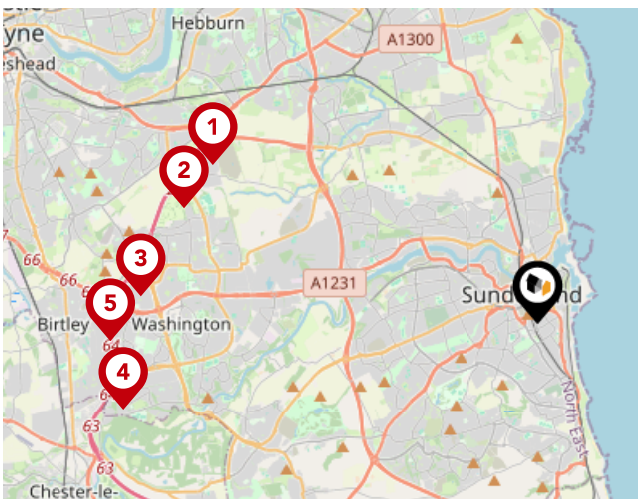 Hebburn
yne
eshead
A1300
1
2
66
66
3
A1231
5
Birtley
Washington
64
4
63
63
Chester-le-
North East